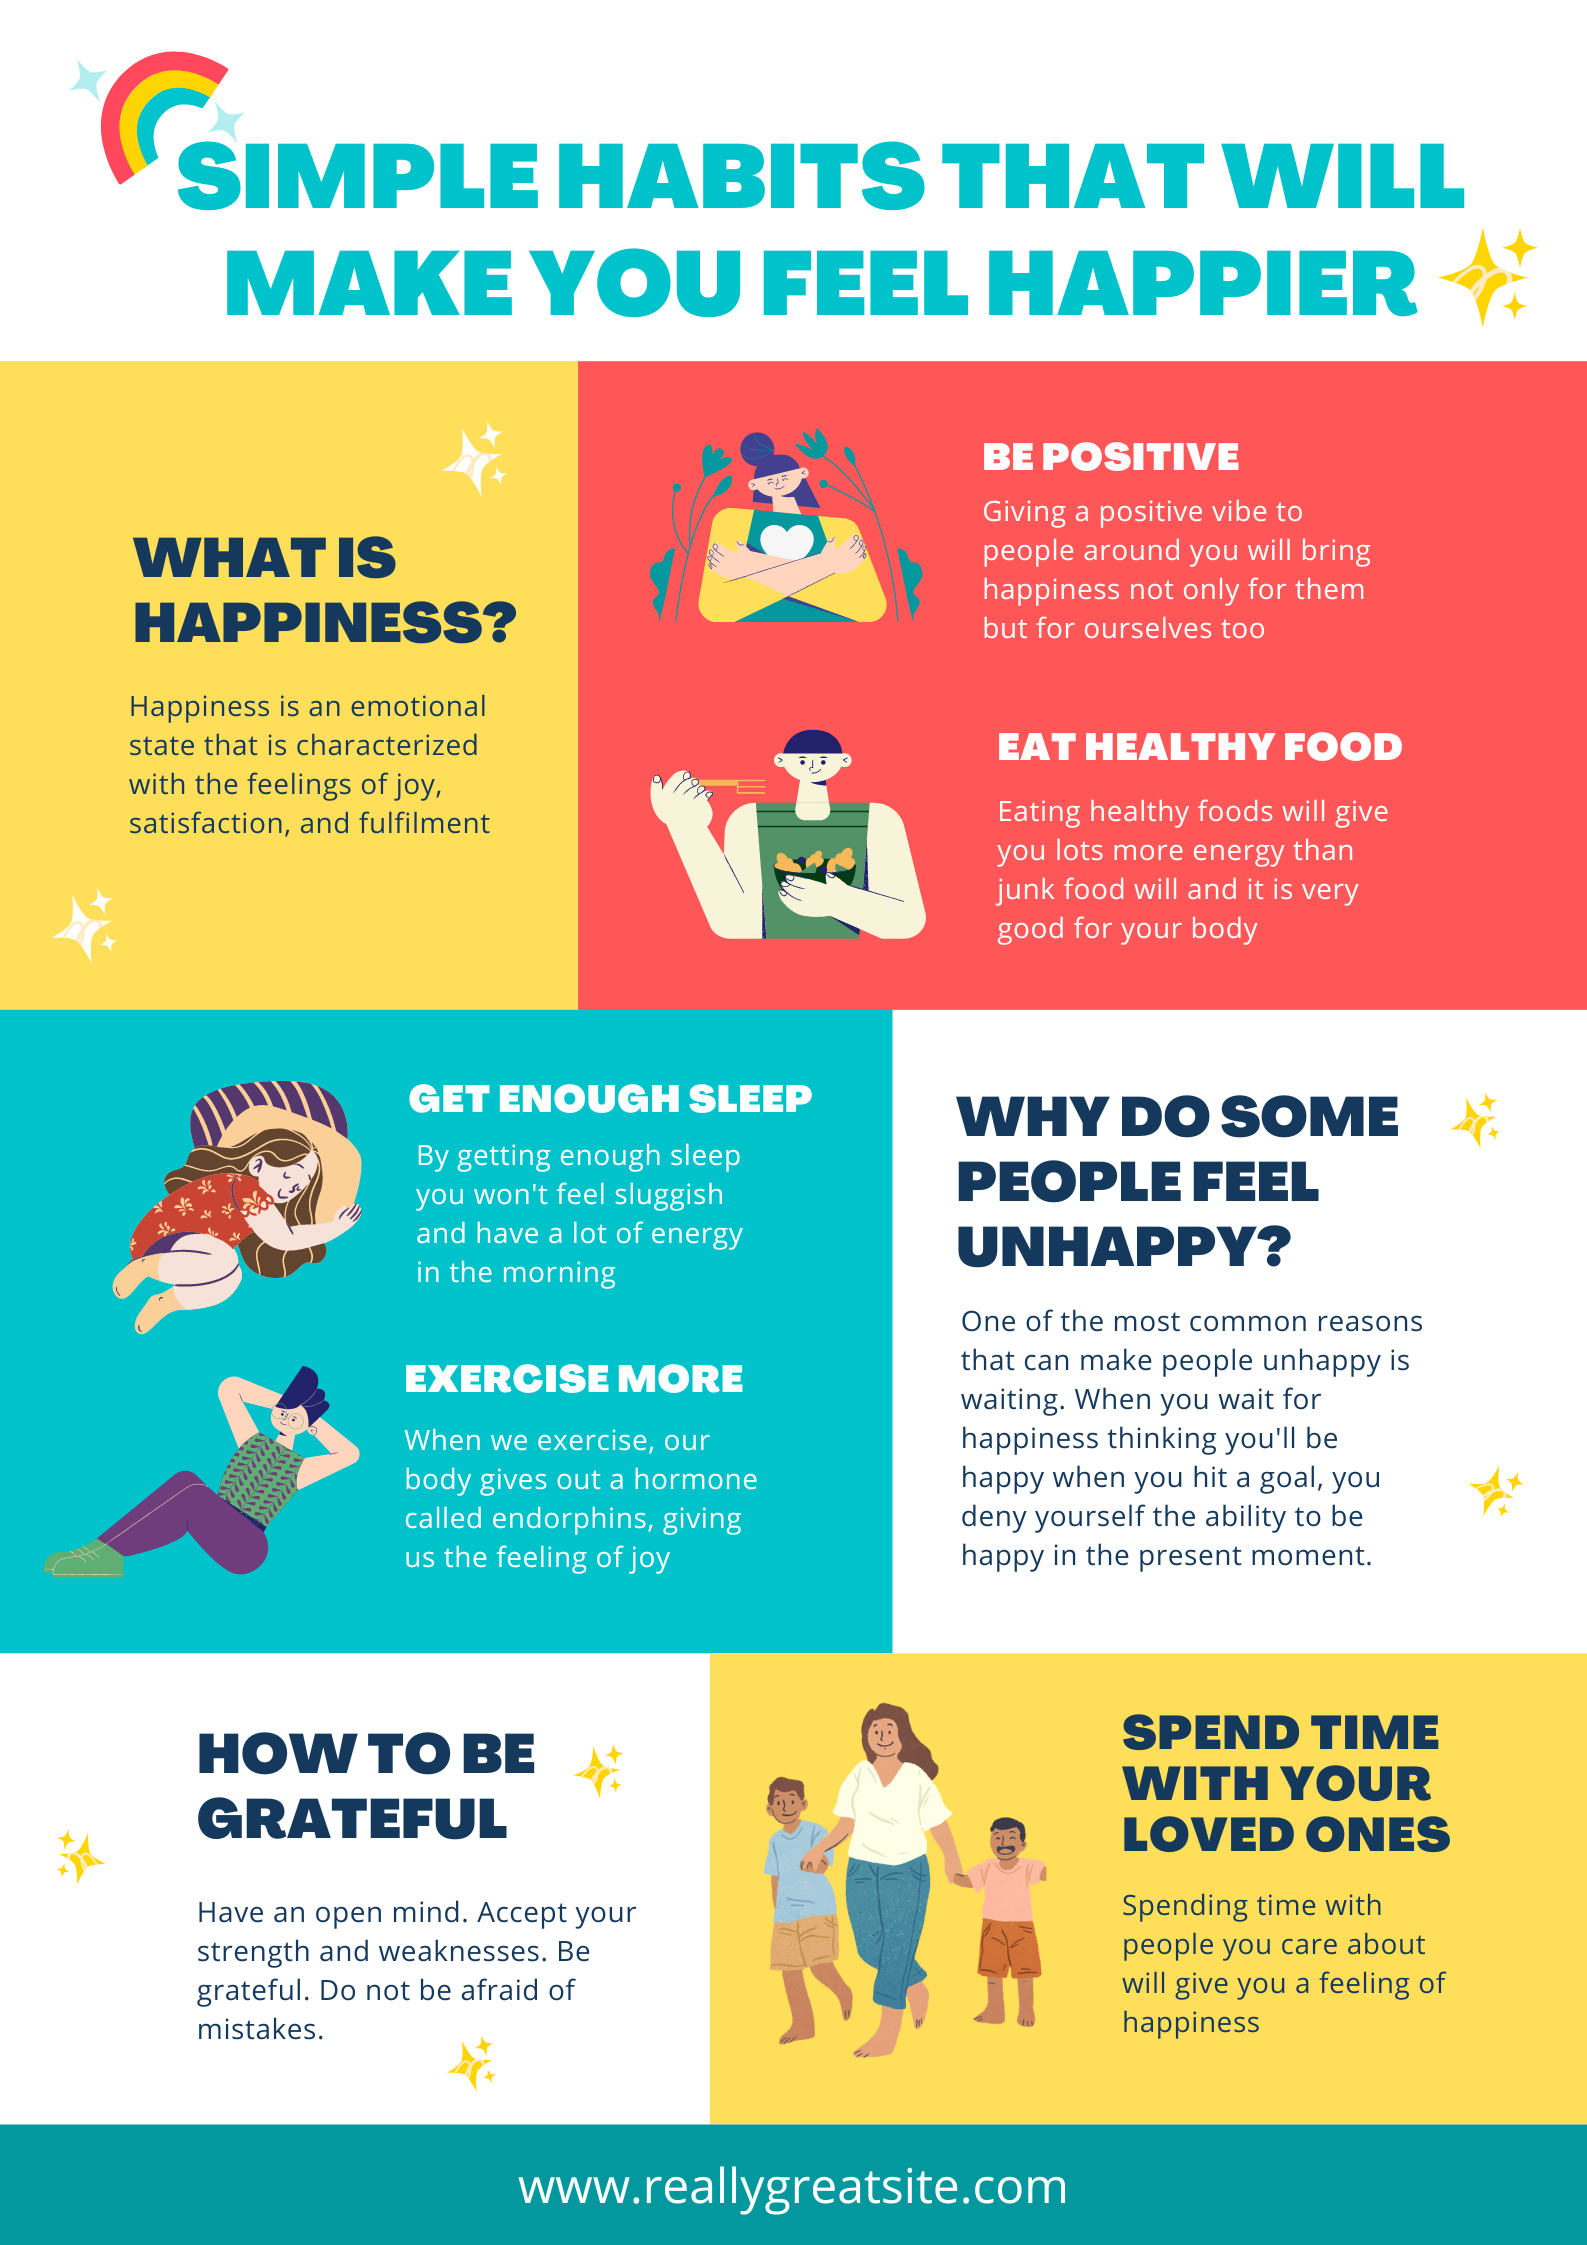 SIMPLE HABITS THAT WILL
MAKE YOU FEEL HAPPIER
WHAT IS
HAPPINESS?
Happiness is an emotional
state that is characterized
with the feelings of joy,
satisfaction, and fulfilment
BE POSITIVE
Giving a positive vibe to
people around you will bring
happiness not only for them
but for ourselves too
EAT HEALTHY FOOD
Eating healthy foods will give
you lots more energy than
junk food will and it is very
good for your body
GET ENOUGH SLEEP
By getting enough sleep
you won't feel sluggish
and have a lot of energy
in the morning
EXERCISE MORE
When we exercise, our
body gives out a hormone
called endorphins, giving
us the feeling of joy
WHY DO SOME
PEOPLE FEEL
UNHAPPY?
One of the most common reasons
that can make people unhappy is
waiting. When you wait for
happiness thinking you'll be
happy when you hit a goal, you
deny yourself the ability to be
happy in the present moment.
HOW TO BE
GRATEFUL
Have an open mind. Accept your
strength and weaknesses. Be
grateful. Do not be afraid of
mistakes.
SPEND TIME
WITH YOUR
LOVED ONES
Spending time with
people you care about
will give you a feeling of
happiness
www.reallygreatsite.com